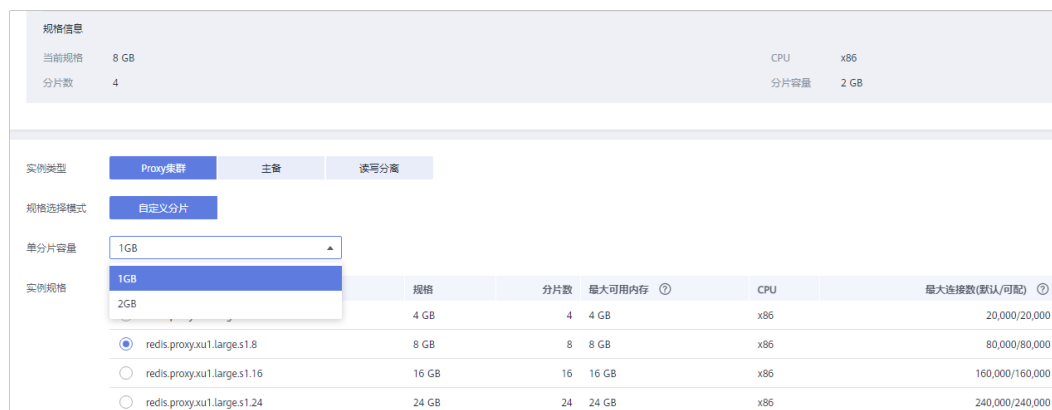 规格信息
当前规格 8 GB CPU x86
分片数 4 分片容量 2 GB
实例类型 Proxy集群 主备 读写分离
规格选择模式 自定义分片
单分片容量 1GB
1GB
2GB
实例规格 规格 分片数 最大可用内存 CPU 最大连接数(默认/可配)
4 GB 4 4 GB x86 20,000/20,000
redis.proxy.xu1.large.s1.8 8 GB 8 8 GB x86 80,000/80,000
redis.proxy.xu1.large.s1.16 16 GB 16 16 GB x86 160,000/160,000
redis.proxy.xu1.large.s1.24 24 GB 24 24 GB x86 240,000/240,000